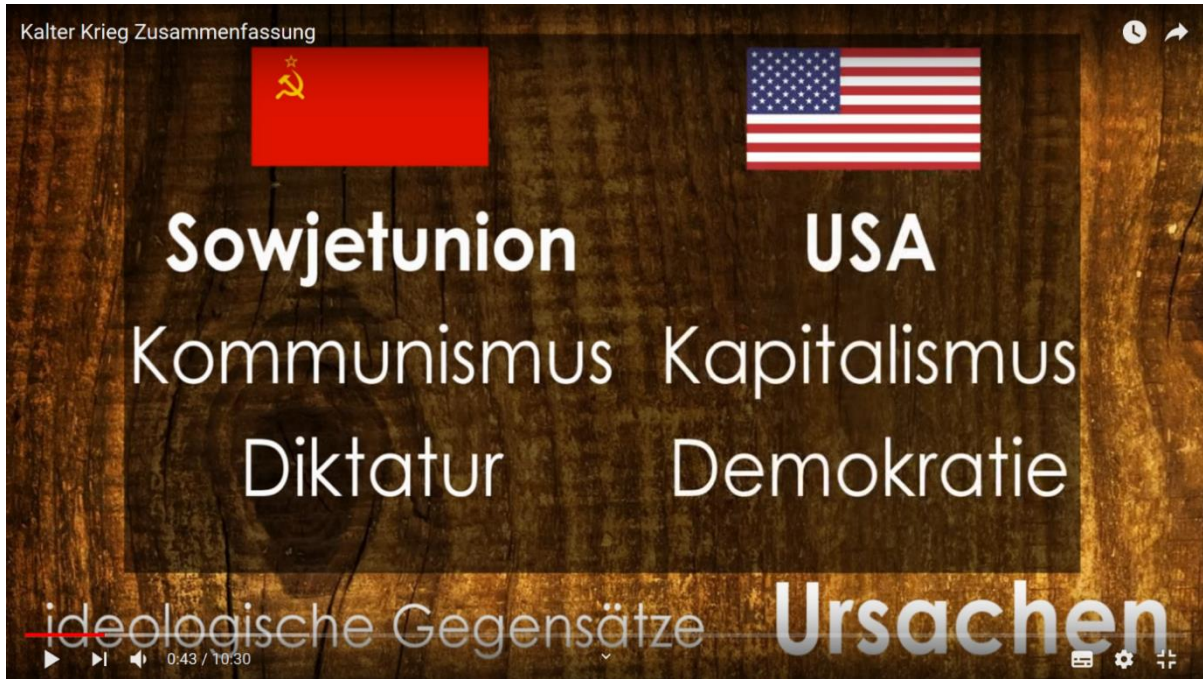 Kalter Krieg Zusammenfassung
Sowjetunion USA
Kommunismus Kapitalismus
Diktatur Demokratie
ideologische Gegensätze Ursachen
0:43 / 10:30